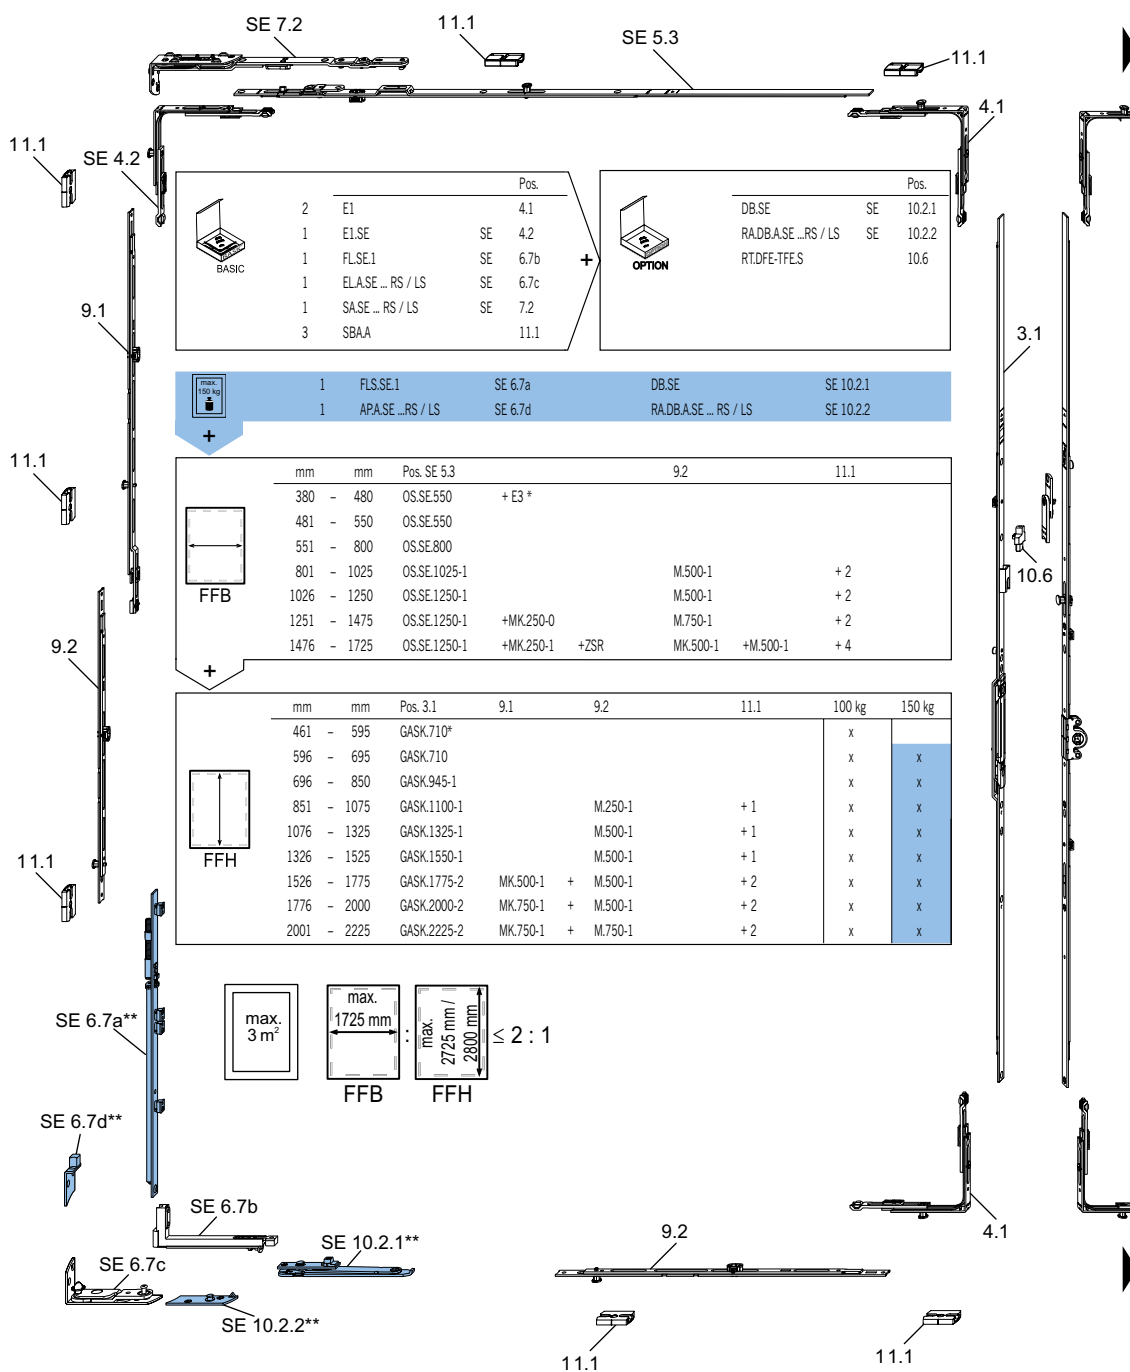 SE 7.2
11.1
SE 5.3
11.1
4.1
11.1
SE 4.2
Pos.
2 E1 4.1
1 E1.SE SE 4.2
1 FL.SE.1 SE 6.7b
1 EL.A.SE ... RS / LS SE 6.7c
1 SA.SE ... RS / LS SE 7.2
3 SBA.A 11.1
BASIC
+
Pos.
DB.SE SE 10.2.1
RA.DB.A.SE ...RS / LS SE 10.2.2
RT.DFE-TFE.S 10.6
OPTION
9.1
3.1
max.
150 kg
1 FLS.SE.1 SE 6.7a DB.SE SE 10.2.1
1 AP.A.SE ...RS / LS SE 6.7d RA.DB.A.SE ... RS / LS SE 10.2.2
+
11.1
mm mm Pos. SE 5.3 9.2 11.1
380 – 480 OS.SE.550 + E3 *
481 – 550 OS.SE.550
551 – 800 OS.SE.800
801 – 1025 OS.SE.1025-1 M.500-1 + 2
1026 – 1250 OS.SE.1250-1 M.500-1 + 2
1251 – 1475 OS.SE.1250-1 +MK.250-0 M.750-1 + 2
1476 – 1725 OS.SE.1250-1 +MK.250-1 +ZSR MK.500-1 +M.500-1 + 4
FFB
10.6
9.2
+
mm mm Pos. 3.1 9.1 9.2 11.1 100 kg 150 kg
461 – 595 GASK.710* x
596 – 695 GASK.710 x x
696 – 850 GASK.945-1 x x
851 – 1075 GASK.1100-1 M.250-1 + 1 x x
1076 – 1325 GASK.1325-1 M.500-1 + 1 x x
1326 – 1525 GASK.1550-1 M.500-1 + 1 x x
1526 – 1775 GASK.1775-2 MK.500-1 + M.500-1 + 2 x x
1776 – 2000 GASK.2000-2 MK.750-1 + M.500-1 + 2 x x
2001 – 2225 GASK.2225-2 MK.750-1 + M.750-1 + 2 x x
FFH
11.1
max.
3 m²
max.
1725 mm
FFB
:
max.
2725 mm /
2800 mm
FFH
≤ 2 : 1
SE 6.7a**
SE 6.7d**
SE 6.7b
SE 10.2.1**
SE 6.7c
SE 10.2.2**
9.2
4.1
11.1
11.1